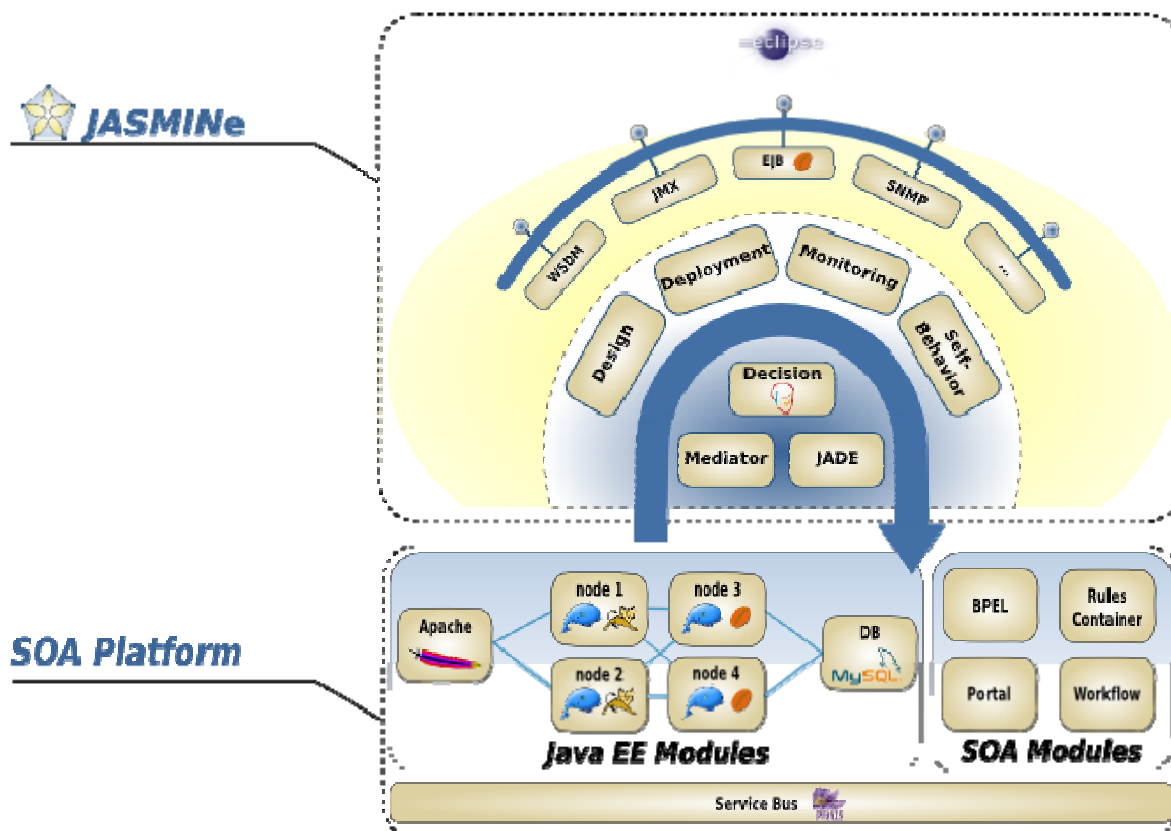 eclipse
JASMINe
EJB
JMX
SNMP
WSDM
...
Deployment
Monitoring
Design
Self-
Behavior
Decision
Mediator
JADE
SOA Platform
node 1
node 3
Apache
node 2
node 4
DB
MySQL
BPEL
Rules
Container
Portal
Workflow
Java EE Modules
SOA Modules
Service Bus